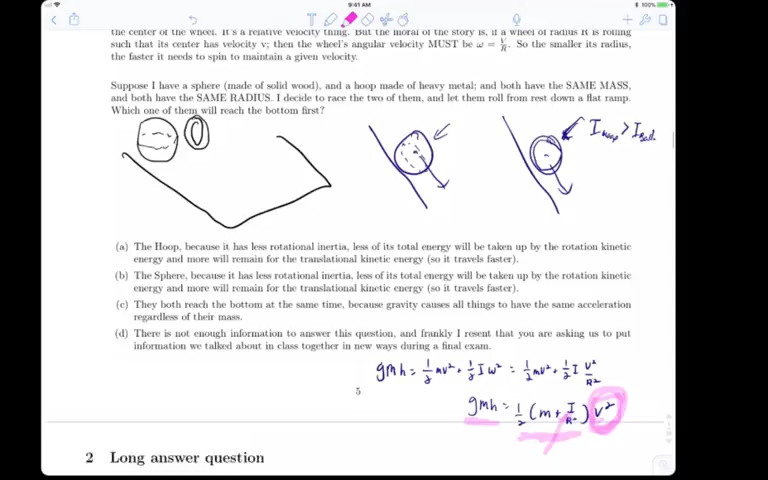 9:41 AM
100%
the center of the wheel. It's a relative velocity thing. But the moral of the story is, if a wheel of radius R is rolling
such that its center has velocity v; then the wheel's angular velocity MUST be ω = V/R. So the smaller its radius,
the faster it needs to spin to maintain a given velocity.
Suppose I have a sphere (made of solid wood), and a hoop made of heavy metal; and both have the SAME MASS,
and both have the SAME RADIUS. I decide to race the two of them, and let them roll from rest down a flat ramp.
Which one of them will reach the bottom first?
I hoop > I Ball
(a) The Hoop, because it has less rotational inertia, less of its total energy will be taken up by the rotation kinetic
energy and more will remain for the translational kinetic energy (so it travels faster).
(b) The Sphere, because it has less rotational inertia, less of its total energy will be taken up by the rotation kinetic
energy and more will remain for the translational kinetic energy (so it travels faster).
(c) They both reach the bottom at the same time, because gravity causes all things to have the same acceleration
regardless of their mass.
(d) There is not enough information to answer this question, and frankly I resent that you are asking us to put
information we talked about in class together in new ways during a final exam.
gmh = 1/2 mv² + 1/2 I ω² = 1/2 mv² + 1/2 I v²/R²
5
gmh = 1/2 (m + I/R²) v²
2 Long answer question